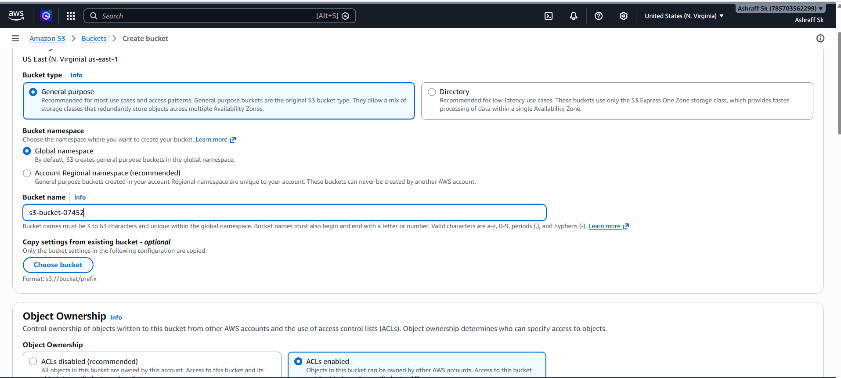 aws
Search
[Alt+S]
United States (N. Virginia) ▼
Ashraff Sk (785703562299) ▼
Ashraff Sk
Amazon S3 > Buckets > Create bucket
US East (N. Virginia) us-east-1
Bucket type Info
General purpose
Recommended for most use cases and access patterns. General purpose buckets are the original S3 bucket type. They allow a mix of
storage classes that redundantly store objects across multiple Availability Zones.
Directory
Recommended for low-latency use cases. These buckets use only the S3 Express One Zone storage class, which provides faster
processing of data within a single Availability Zone.
Bucket namespace
Choose the namespace where you want to create your bucket. Learn more
Global namespace
By default, S3 creates general purpose buckets in the global namespace.
Account Regional namespace (recommended)
General purpose buckets created in your account Regional namespace are unique to your account. These buckets can never be created by another AWS account.
Bucket name Info
s3-bucket-07452
Bucket names must be 3 to 63 characters and unique within the global namespace. Bucket names must also begin and end with a letter or number. Valid characters are a-z, 0-9, periods (.), and hyphens (-). Learn more
Copy settings from existing bucket - optional
Only the bucket settings in the following configuration are copied.
Choose bucket
Format: s3://bucket/prefix
Object Ownership Info
Control ownership of objects written to this bucket from other AWS accounts and the use of access control lists (ACLs). Object ownership determines who can specify access to objects.
Object Ownership
ACLs disabled (recommended)
All objects in this bucket are owned by this account. Access to this bucket and its
ACLs enabled
Objects in this bucket can be owned by other AWS accounts. Access to this bucket